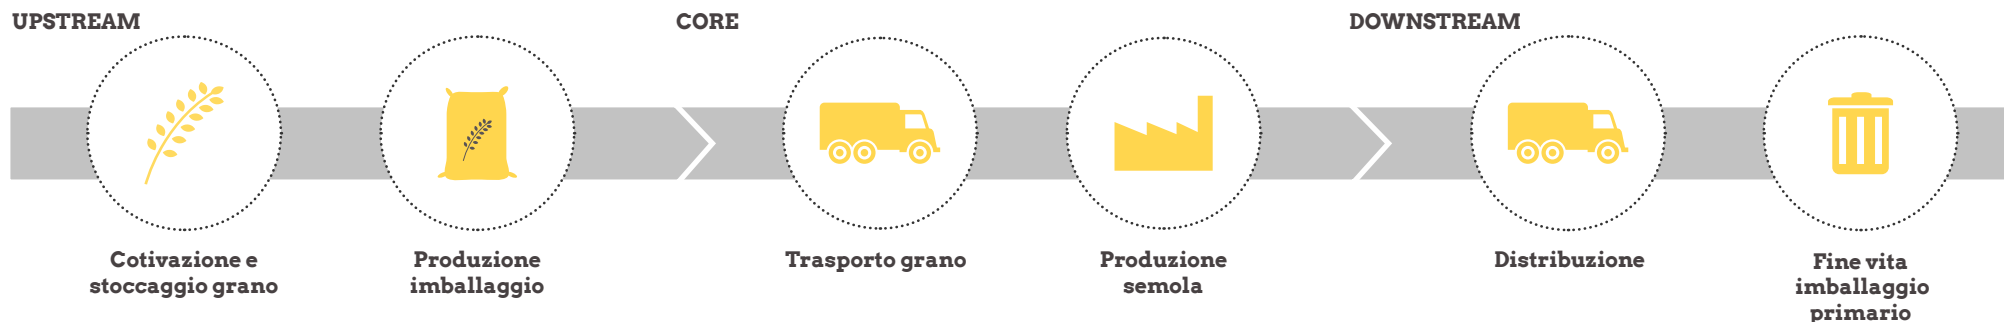 UPSTREAM
CORE
DOWNSTREAM
Cotivazione e
stoccaggio grano
Produzione
imballaggio
Trasporto grano
Produzione
semola
Distribuzione
Fine vita
imballaggio
primario